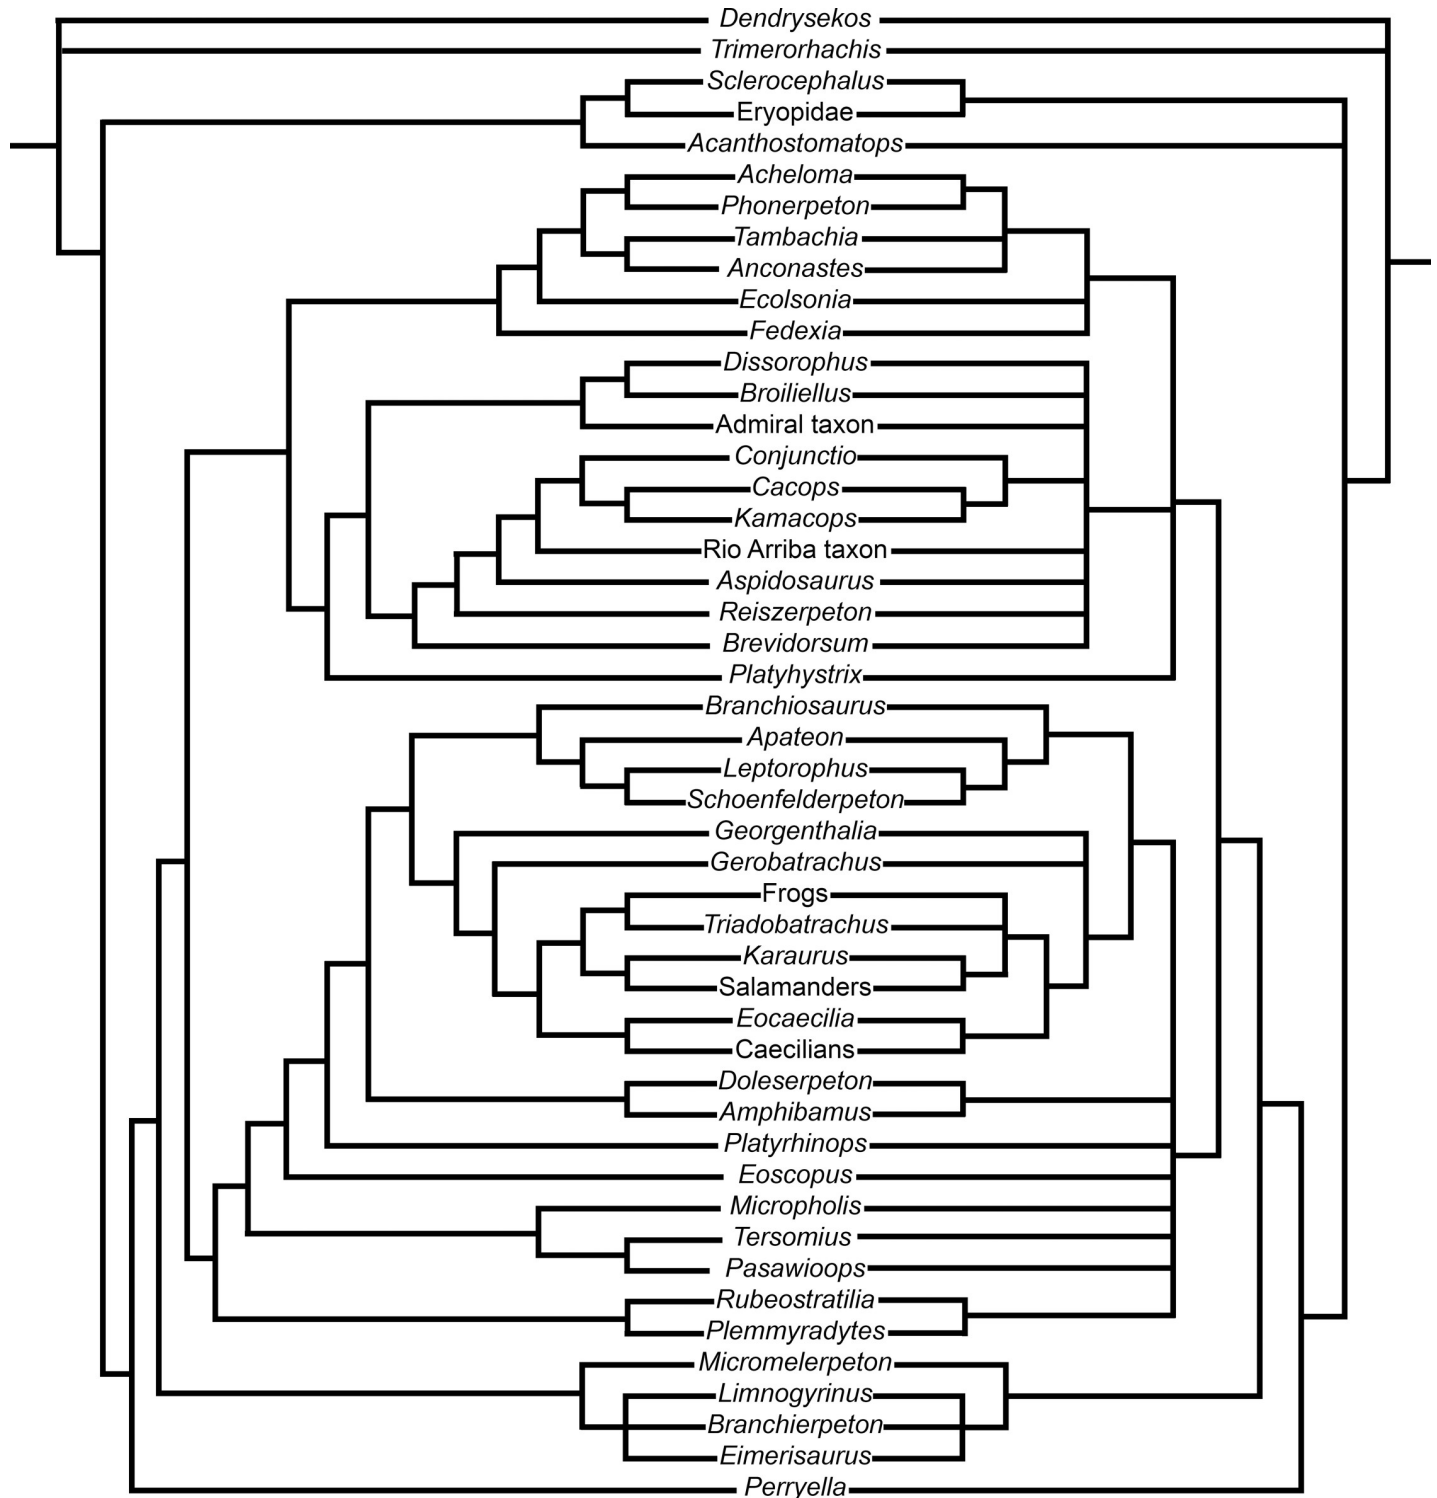 Dendrysekos
Trimerorhachis
Sclerocephalus
Eryopidae
Acanthostomatops
Acheloma
Phonerpeton
Tambachia
Anconastes
Ecolsonia
Fedexia
Dissorophus
Broiliellus
Admiral taxon
Conjunctio
Cacops
Kamacops
Rio Arriba taxon
Aspidosaurus
Reiszerpeton
Brevidorsum
Platyhystrix
Branchiosaurus
Apateon
Leptorophus
Schoenfelderpeton
Georgenthalia
Gerobatrachus
Frogs
Triadobatrachus
Karaurus
Salamanders
Eocaecilia
Caecilians
Doleserpeton
Amphibamus
Platyrhinops
Eoscopus
Micropholis
Tersomius
Pasawioops
Rubeostratilia
Plemmyradytes
Micromelerpeton
Limnogyrinus
Branchierpeton
Eimerisaurus
Perryella